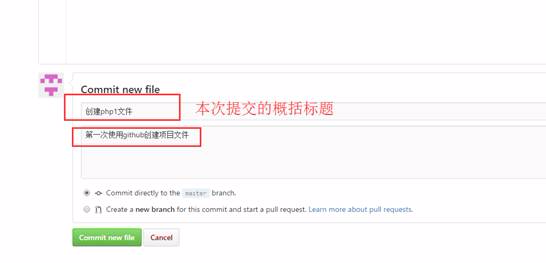 Commit new file
创建php1文件
本次提交的概括标题
第一次使用github创建项目文件
Commit directly to the master branch.
Create a new branch for this commit and start a pull request. Learn more about pull requests.
Commit new file Cancel